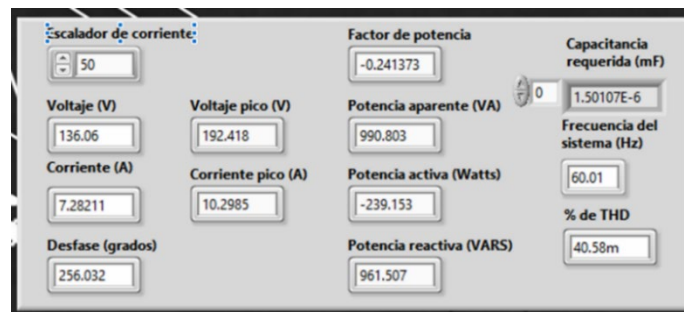 Escalador de corriente
50
Factor de potencia
-0.241373
Capacitancia
requerida (mF)
0
1.50107E-6
Voltaje (V)
136.06
Voltaje pico (V)
192.418
Potencia aparente (VA)
990.803
Frecuencia del
sistema (Hz)
60.01
Corriente (A)
7.28211
Corriente pico (A)
10.2985
Potencia activa (Watts)
-239.153
% de THD
40.58m
Desfase (grados)
256.032
Potencia reactiva (VARS)
961.507